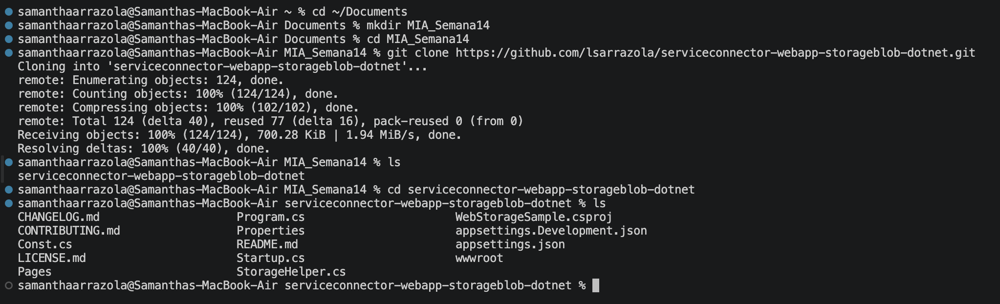 samanthaarrazola@Samanthas-MacBook-Air ~ % cd ~/Documents
samanthaarrazola@Samanthas-MacBook-Air Documents % mkdir MIA_Semana14
samanthaarrazola@Samanthas-MacBook-Air Documents % cd MIA_Semana14
samanthaarrazola@Samanthas-MacBook-Air MIA_Semana14 % git clone https://github.com/lsarrazola/serviceconnector-webapp-storageblob-dotnet.git
Cloning into 'serviceconnector-webapp-storageblob-dotnet'...
remote: Enumerating objects: 124, done.
remote: Counting objects: 100% (124/124), done.
remote: Compressing objects: 100% (102/102), done.
remote: Total 124 (delta 40), reused 77 (delta 16), pack-reused 0 (from 0)
Receiving objects: 100% (124/124), 700.28 KiB | 1.94 MiB/s, done.
Resolving deltas: 100% (40/40), done.
samanthaarrazola@Samanthas-MacBook-Air MIA_Semana14 % ls
serviceconnector-webapp-storageblob-dotnet
samanthaarrazola@Samanthas-MacBook-Air MIA_Semana14 % cd serviceconnector-webapp-storageblob-dotnet
samanthaarrazola@Samanthas-MacBook-Air serviceconnector-webapp-storageblob-dotnet % ls
CHANGELOG.md Program.cs WebStorageSample.csproj
CONTRIBUTING.md Properties appsettings.Development.json
Const.cs README.md appsettings.json
LICENSE.md Startup.cs wwwroot
Pages StorageHelper.cs
samanthaarrazola@Samanthas-MacBook-Air serviceconnector-webapp-storageblob-dotnet %